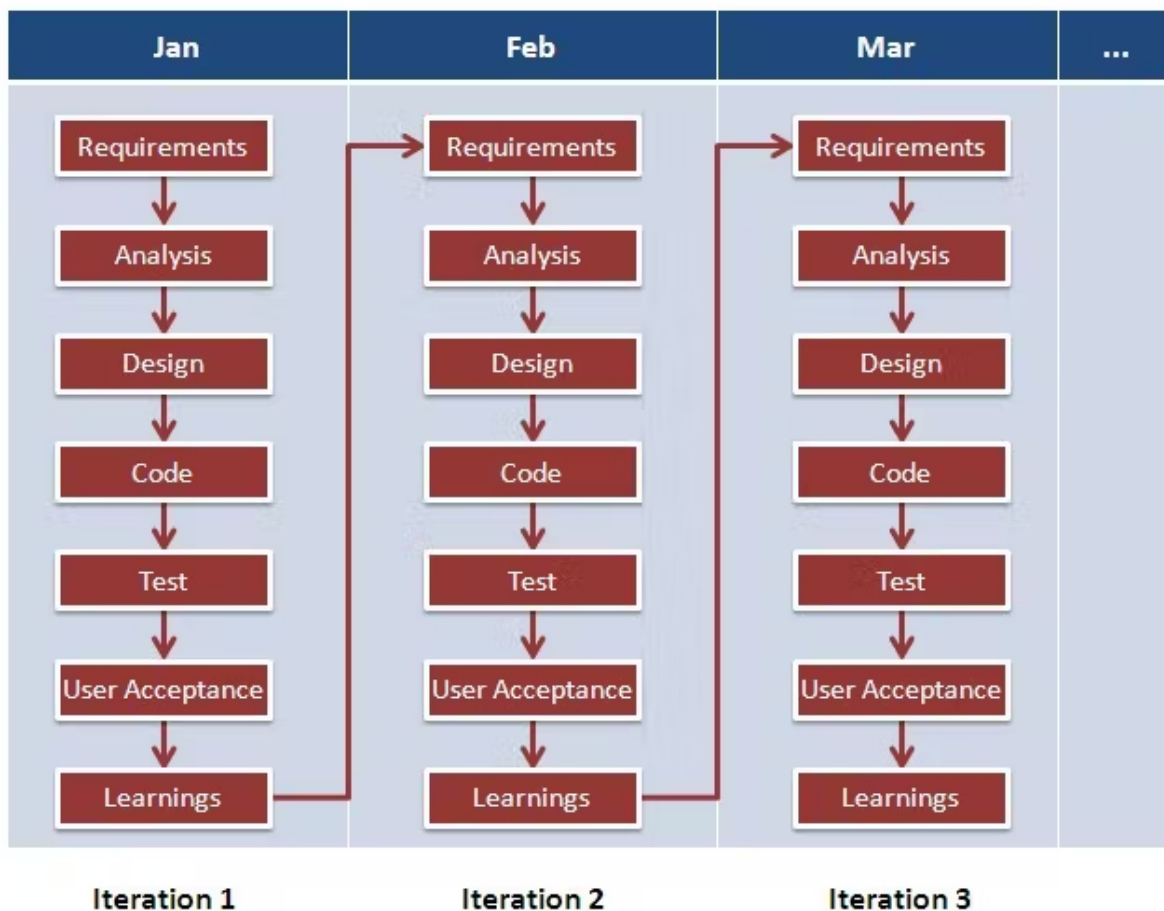 Jan
Feb
Mar
...
Requirements
Analysis
Design
Code
Test
User Acceptance
Learnings
Requirements
Analysis
Design
Code
Test
User Acceptance
Learnings
Requirements
Analysis
Design
Code
Test
User Acceptance
Learnings
Iteration 1
Iteration 2
Iteration 3